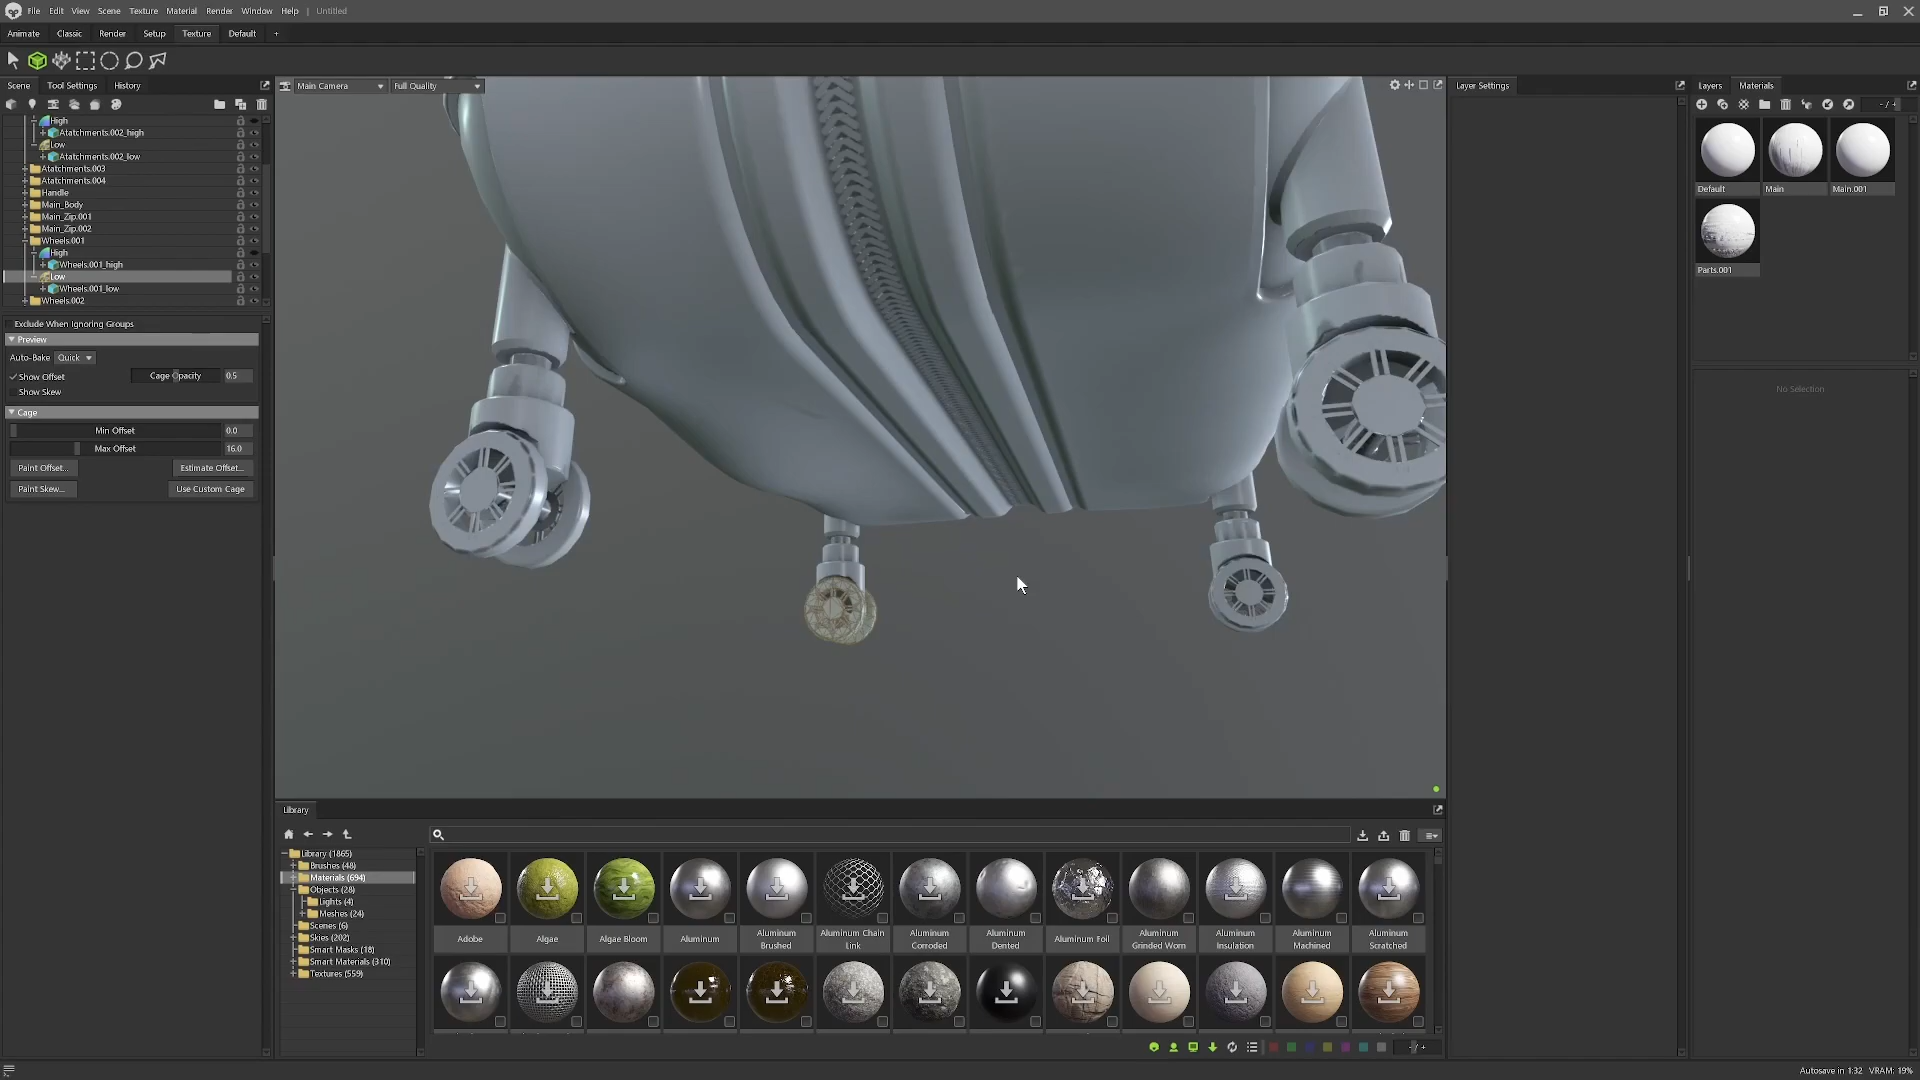 File Edit View Scene Texture Material Render Window Help | Untitled
Animate Classic Render Setup Texture Default +
Scene Tool Settings History
Main Camera Full Quality
Layer Settings
Layers Materials
High
Atatchments.002_high
Low
Atatchments.002_low
Atatchments.003
Atatchments.004
Handle
Main_Body
Main_Zip.001
Main_Zip.002
Wheels.001
High
Wheels.001_high
Low
Wheels.001_low
Wheels.002
Exclude When Ignoring Groups
Preview
Auto-Bake Quick
Show Offset Cage Opacity 0.5
Show Skew
Cage
Min Offset 0.0
Max Offset 16.0
Paint Offset... Estimate Offset...
Paint Skew... Use Custom Cage
Default Main Main.001
Parts.001
No Selection
Library
Library (1865)
Brushes (48)
Materials (694)
Objects (28)
Lights (4)
Meshes (24)
Scenes (6)
Skies (202)
Smart Masks (18)
Smart Materials (310)
Textures (559)
Adobe Algae Algae Bloom Aluminum Aluminum Brushed Aluminum Chain Link Aluminum Corroded Aluminum Dented Aluminum Foil Aluminum Grinded Worn Aluminum Insulation Aluminum Machined Aluminum Scratched
Autosave in 1:32 VRAM: 19%